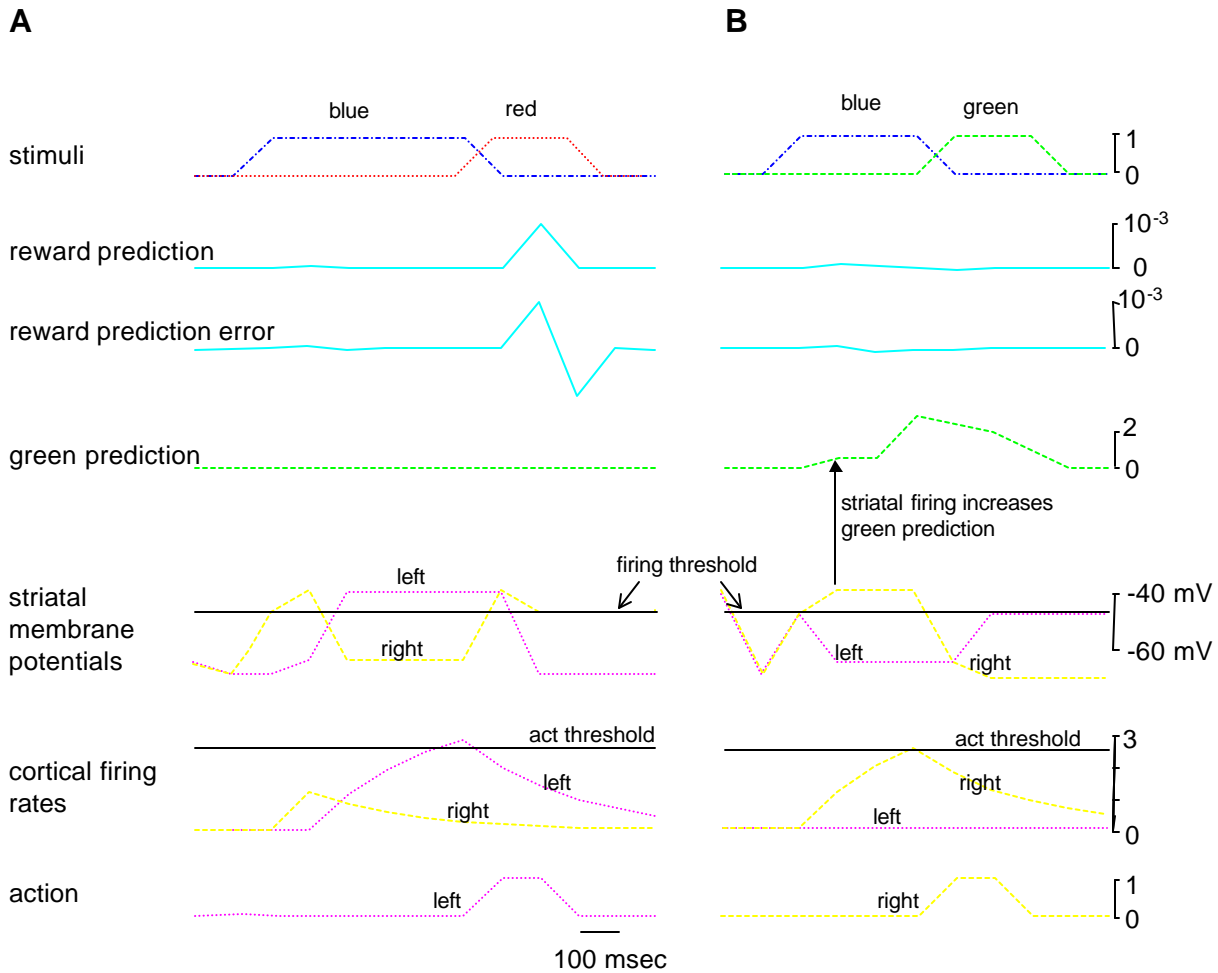 A
B
blue
red
blue
green
stimuli
1
0
reward prediction
10-3
0
reward prediction error
10-3
0
green prediction
2
0
striatal firing increases
green prediction
firing threshold
left
striatal
membrane
potentials
right
left
right
-40 mV
-60 mV
act threshold
act threshold
3
cortical firing
rates
left
right
right
left
0
action
left
right
1
0
100 msec